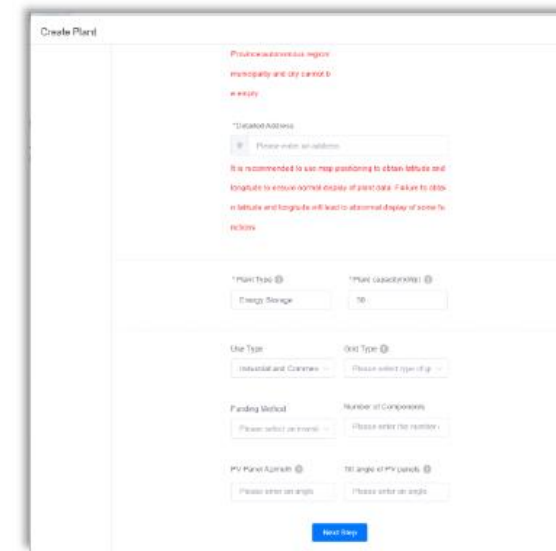 Create Plant
Province/autonomous region/
municipality and city cannot b
e empty
*Detailed Address
Please enter an address
It is recommended to use map positioning to obtain latitude and
longitude to ensure normal display of plant data. Failure to obtai
n latitude and longitude will lead to abnormal display of some fu
nctions
*Plant Type *Plant capacity(kWp)
Energy Storage 50
Use Type Grid Type
Industrial and Commer Please select type of g
Funding Method Number of Components
Please select an Please enter the number
PV Panel Azimuth Tilt angle of PV panels
Please enter an angle Please enter an angle
Next Step